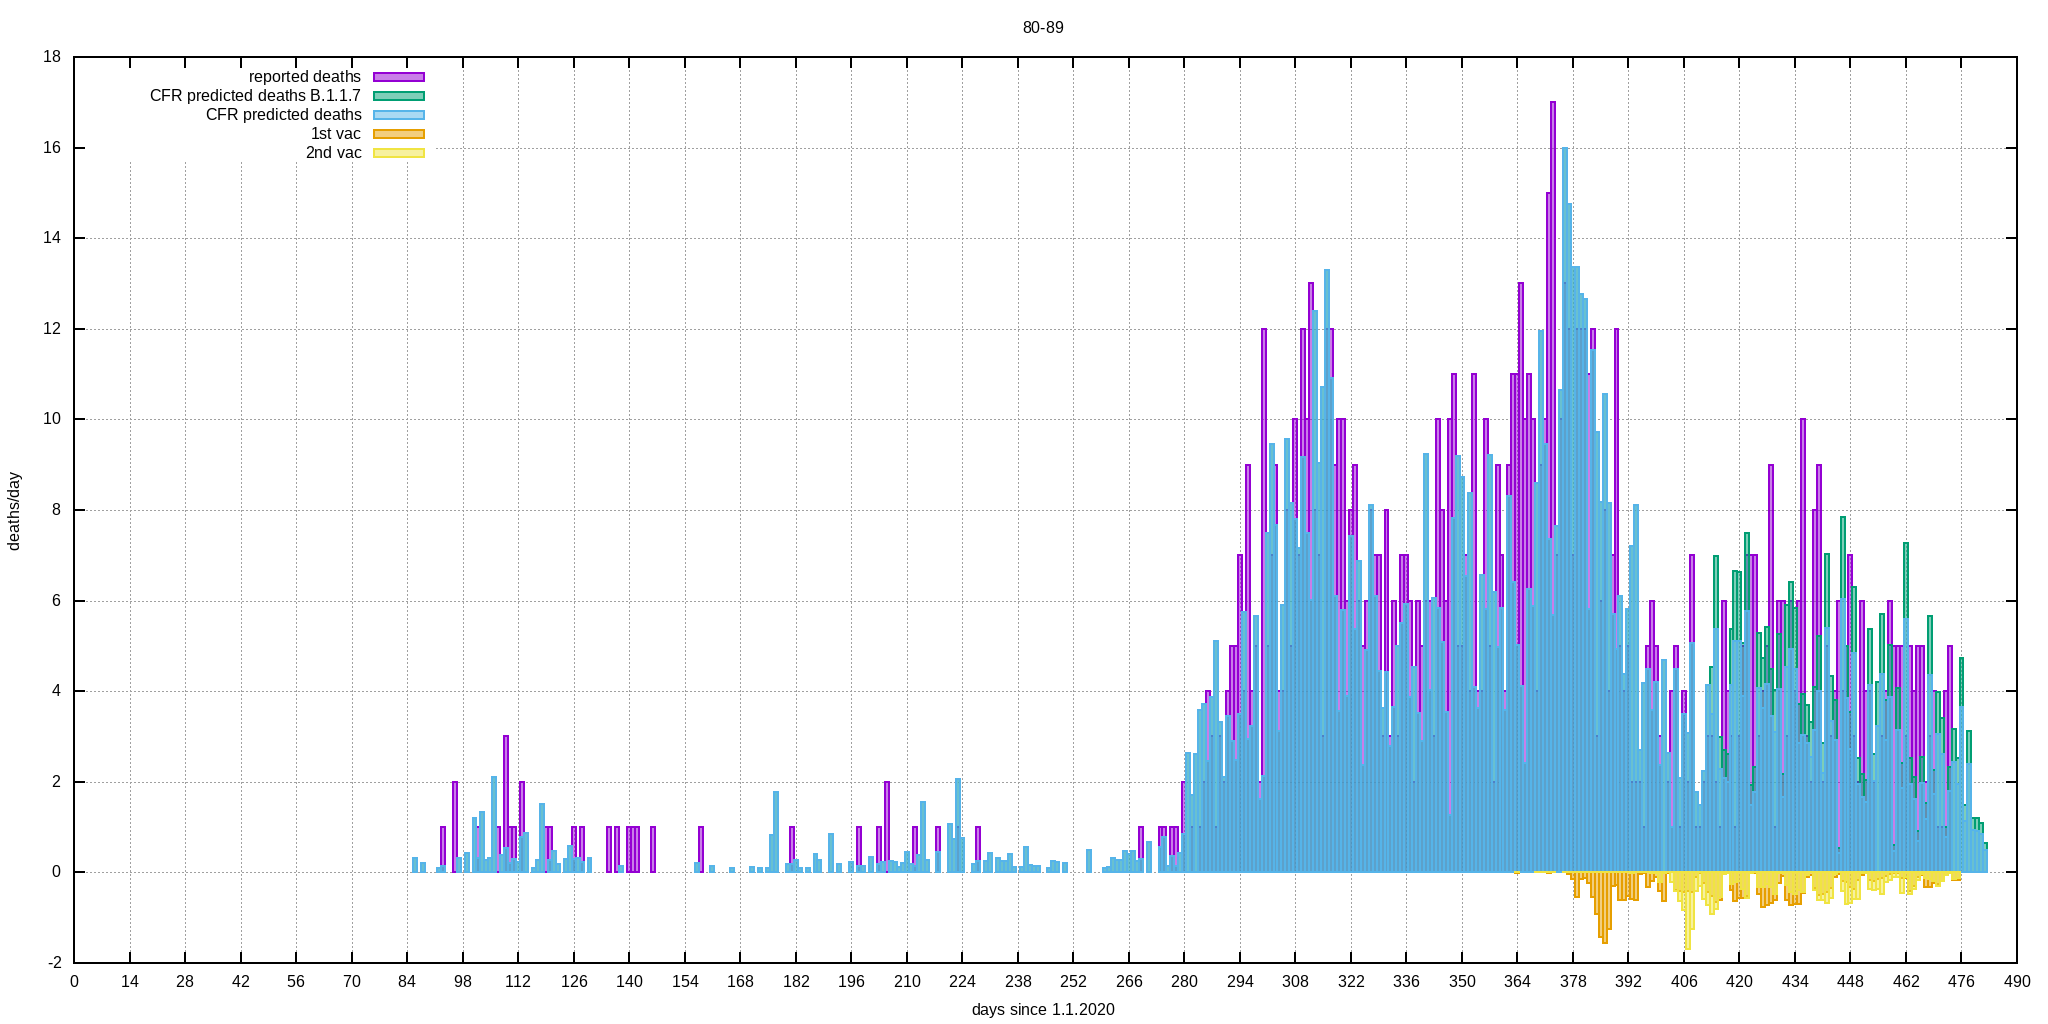 80-89
reported deaths
CFR predicted deaths B.1.1.7
CFR predicted deaths
1st vac
2nd vac
deaths/day
18
16
14
12
10
8
6
4
2
0
-2
0 14 28 42 56 70 84 98 112 126 140 154 168 182 196 210 224 238 252 266 280 294 308 322 336 350 364 378 392 406 420 434 448 462 476 490
days since 1.1.2020